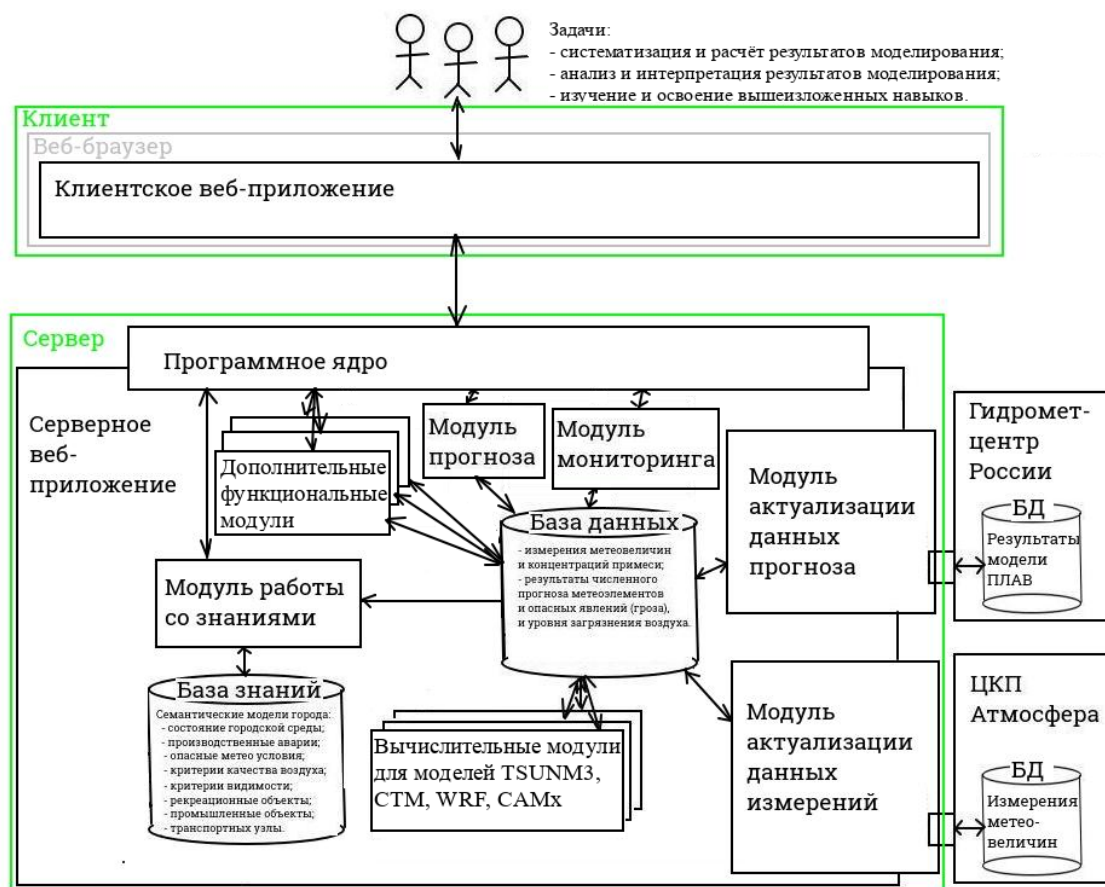 Задачи:
- систематизация и расчёт результатов моделирования;
- анализ и интерпретация результатов моделирования;
- изучение и освоение вышеизложенных навыков.
Клиент
Веб-браузер
Клиентское веб-приложение
Сервер
Программное ядро
Серверное
веб-
приложение
Дополнительные
функциональные
модули
Модуль
прогноза
Модуль
мониторинга
Модуль
актуализации
данных
прогноза
Гидромет-
центр
России
БД
Результаты
модели
ПЛАВ
База данных
- измерения метеовеличин
и концентраций примеси;
- результаты численного
прогноза метеоэлементов
и опасных явлений (гроза),
и уровня загрязнения воздуха.
Модуль работы
со знаниями
База знаний
Семантические модели города:
- состояние городской среды;
- производственные аварии;
- опасные метео условия;
- критерии качества воздуха;
- критерии видимости;
- рекреационные объекты;
- промышленные объекты;
- транспортных узлы.
Вычислительные модули
для моделей TSUNM3,
CTM, WRF, CAMx
Модуль
актуализации
данных
измерений
ЦКП
Атмосфера
БД
Измерения
метео-
величин